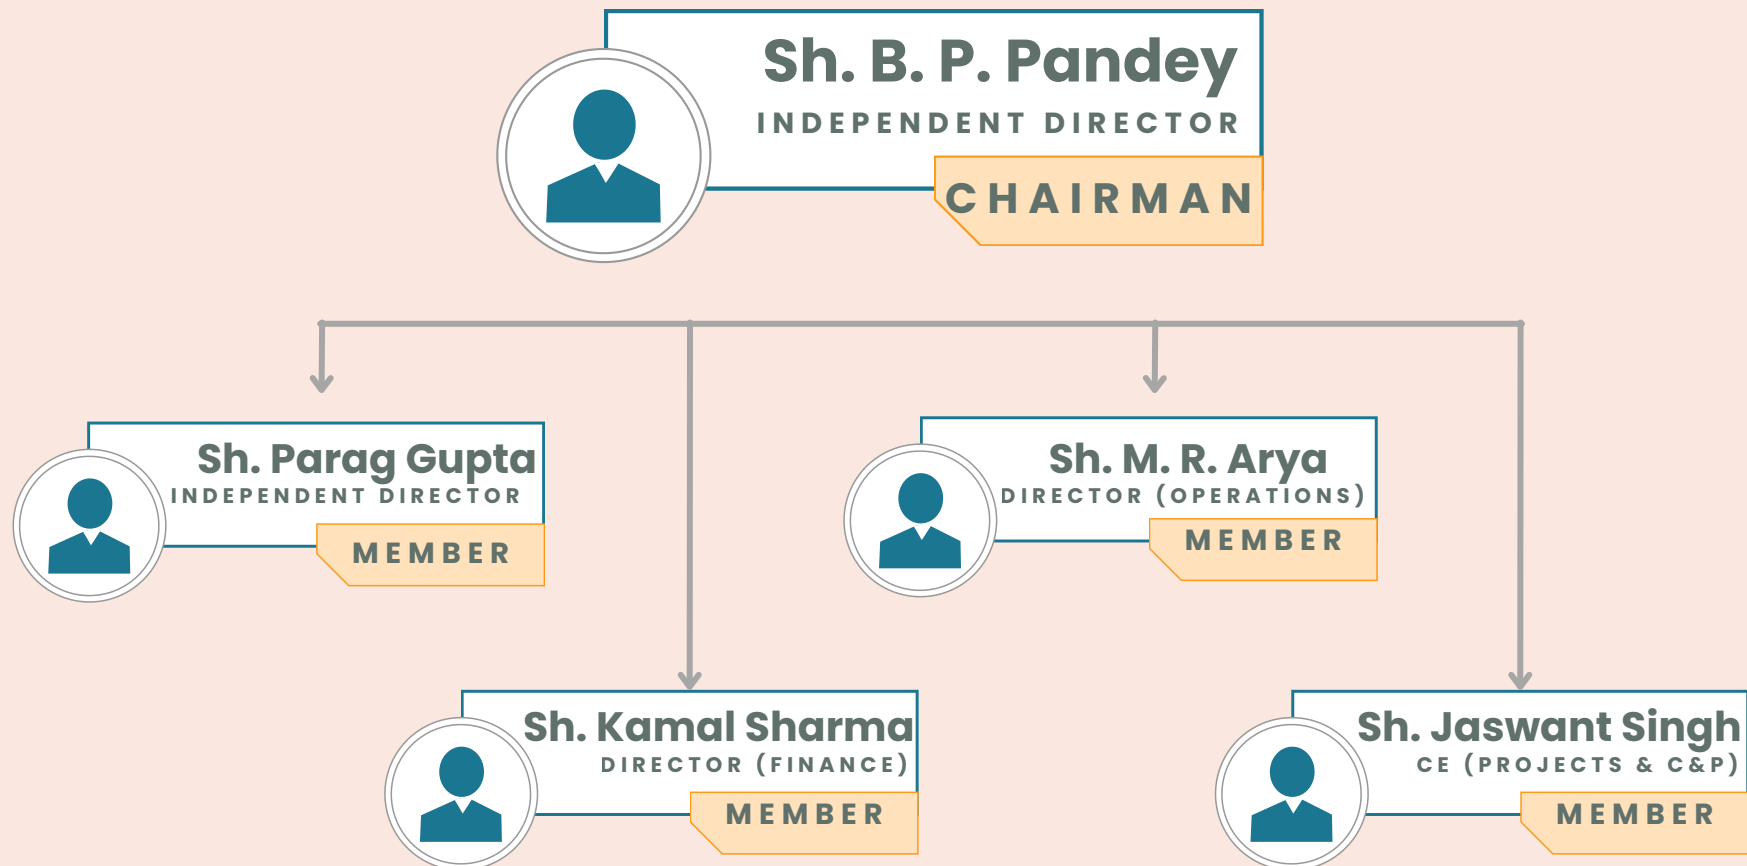 Sh. B. P. Pandey
INDEPENDENT DIRECTOR
CHAIRMAN
Sh. Parag Gupta
INDEPENDENT DIRECTOR
MEMBER
Sh. M. R. Arya
DIRECTOR (OPERATIONS)
MEMBER
Sh. Kamal Sharma
DIRECTOR (FINANCE)
MEMBER
Sh. Jaswant Singh
CE (PROJECTS & C&P)
MEMBER